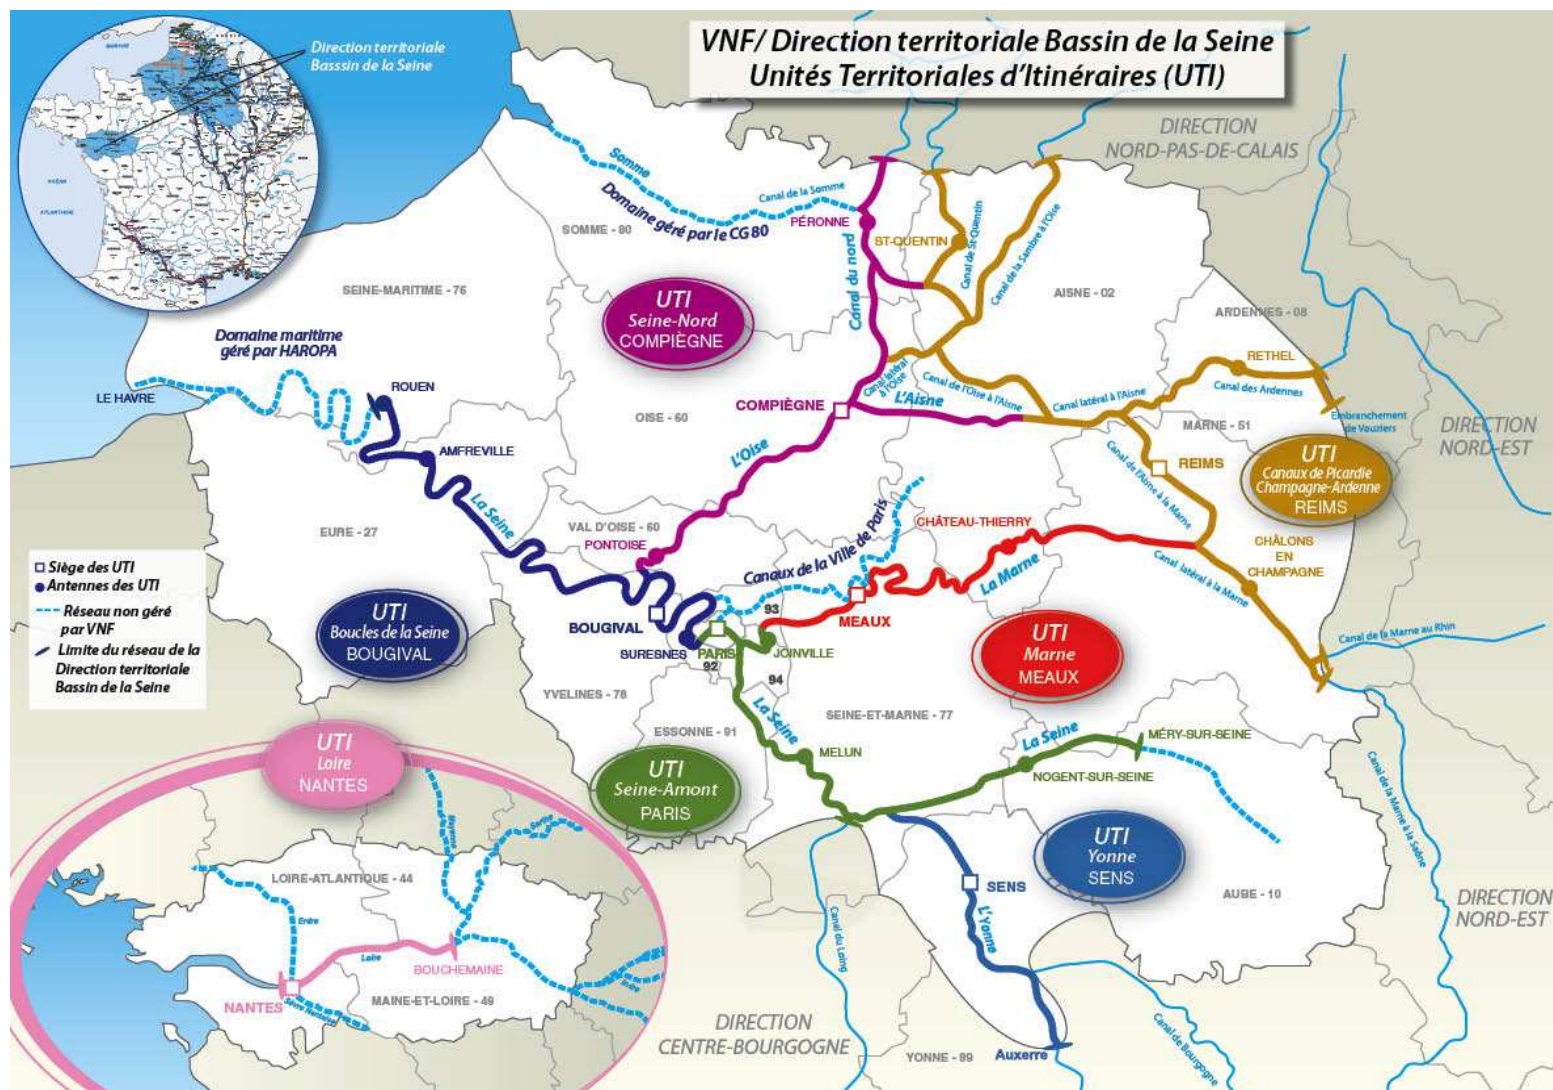 VNF/ Direction territoriale Bassin de la Seine
Unités Territoriales d'Itinéraires (UTI)
Direction territoriale
Basssin de la Seine
DIRECTION
NORD-PAS-DE-CALAIS
Somme
Canal de la Somme
Domaine géré par le CG 80
SOMME - 80
PÉRONNE
ST-QUENTIN
Canal de St-Quentin
Canal de la Sambre à l'Oise
Canal du nord
AISNE - 02
SEINE-MARITIME - 76
UTI
Seine-Nord
COMPIÈGNE
ARDENNES - 08
Domaine maritime
géré par HAROPA
RETHEL
LE HAVRE
ROUEN
Canal latéral
à l'Oise
Canal de l'Oise à l'Aisne
L'Aisne
Canal latéral à l'Aisne
Canal des Ardennes
COMPIÈGNE
OISE - 60
Embranchement
de Vouziers
MARNE - 51
DIRECTION
NORD-EST
AMFREVILLE
L'Oise
Canal de l'Aisne à la Marne
REIMS
UTI
Canaux de Picardie
Champagne-Ardenne
REIMS
La Seine
EURE - 27
VAL D'OISE - 60
PONTOISE
Canaux de la Ville de Paris
CHÂTEAU-THIERRY
CHÂLONS
EN
CHAMPAGNE
Canal latéral à la Marne
La Marne
Siège des UTI
Antennes des UTI
Réseau non géré
par VNF
Limite du réseau de la
Direction territoriale
Bassin de la Seine
UTI
Boucles de la Seine
BOUGIVAL
BOUGIVAL
93
MEAUX
SURESNES
PARIS
92
JOINVILLE
94
UTI
Marne
MEAUX
Canal de la Marne au Rhin
YVELINES - 78
La Seine
SEINE-ET-MARNE - 77
ESSONNE - 91
La Seine
MÉRY-SUR-SEINE
MELUN
NOGENT-SUR-SEINE
UTI
Loire
NANTES
UTI
Seine-Amont
PARIS
Canal de la Marne à la Saône
UTI
Yonne
SENS
Mayenne
Sarthe
LOIRE-ATLANTIQUE - 44
SENS
AUBE - 10
DIRECTION
NORD-EST
Erdre
L'Yonne
Canal du Loing
Loire
BOUCHEMAINE
NANTES
MAINE-ET-LOIRE - 49
Sèvre Nantaise
DIRECTION
CENTRE-BOURGOGNE
YONNE - 89
Auxerre
Canal de Bourgogne